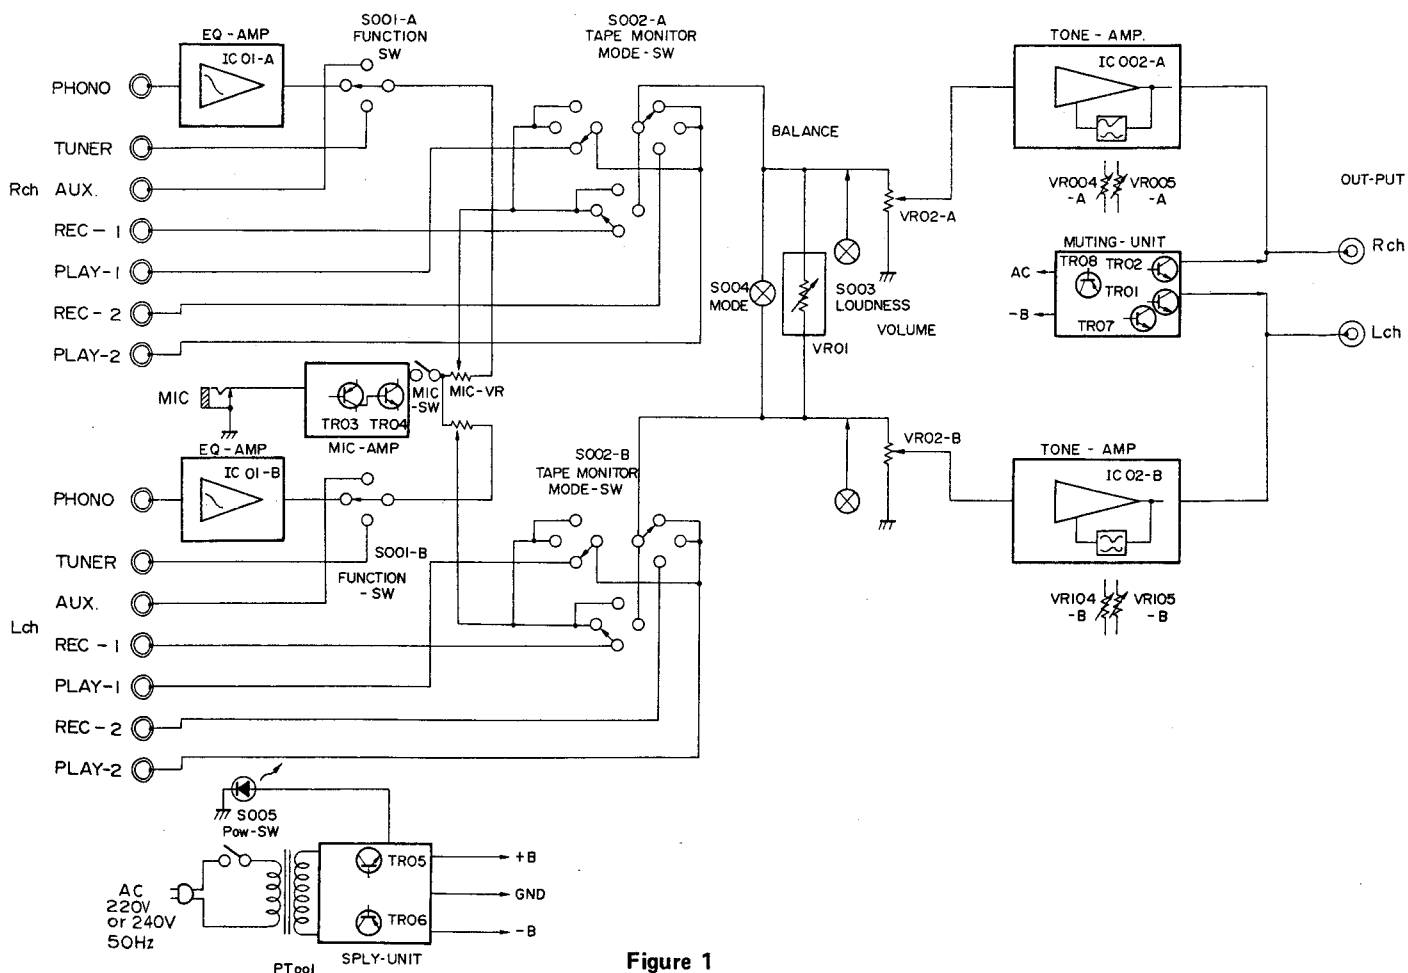 EQ-AMP
IC 01-A
S001-A
FUNCTION
SW
S002-A
TAPE MONITOR
MODE-SW
TONE-AMP.
IC 002-A
PHONO
TUNER
Rch
AUX.
REC-1
PLAY-1
REC-2
PLAY-2
BALANCE
VR02-A
VR004
-A
VR005
-A
OUT-PUT
Rch
Lch
MUTING-UNIT
TR08
TR02
TR01
TR07
AC
-B
S004
MODE
S003
LOUDNESS
VOLUME
VR01
MIC
TR03
TR04
MIC-AMP
MIC
-SW
MIC-VR
EQ-AMP
IC 01-B
S002-B
TAPE MONITOR
MODE-SW
VR02-B
TONE-AMP
IC 02-B
PHONO
TUNER
S001-B
FUNCTION
-SW
AUX.
Lch
REC-1
PLAY-1
REC-2
PLAY-2
VR104
-B
VR105
-B
S005
Pow-SW
TR05
TR06
+B
GND
-B
AC
220V
or 240V
50Hz
PT001
SPLY-UNIT
Figure 1